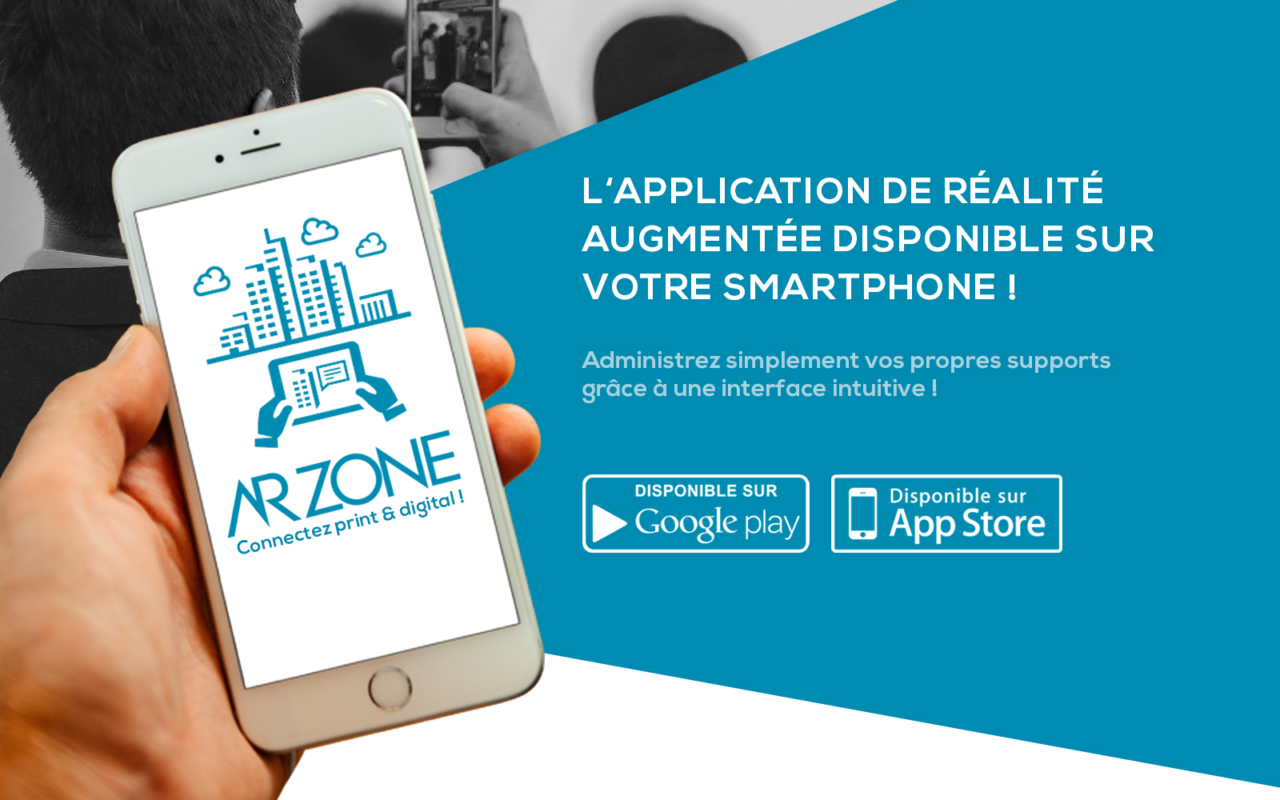 L‘APPLICATION DE RÉALITÉ
AUGMENTÉE DISPONIBLE SUR
VOTRE SMARTPHONE !
Administrez simplement vos propres supports
grâce à une interface intuitive !
DISPONIBLE SUR
Google play
Disponible sur
App Store
AR ZONE
Connectez print & digital !